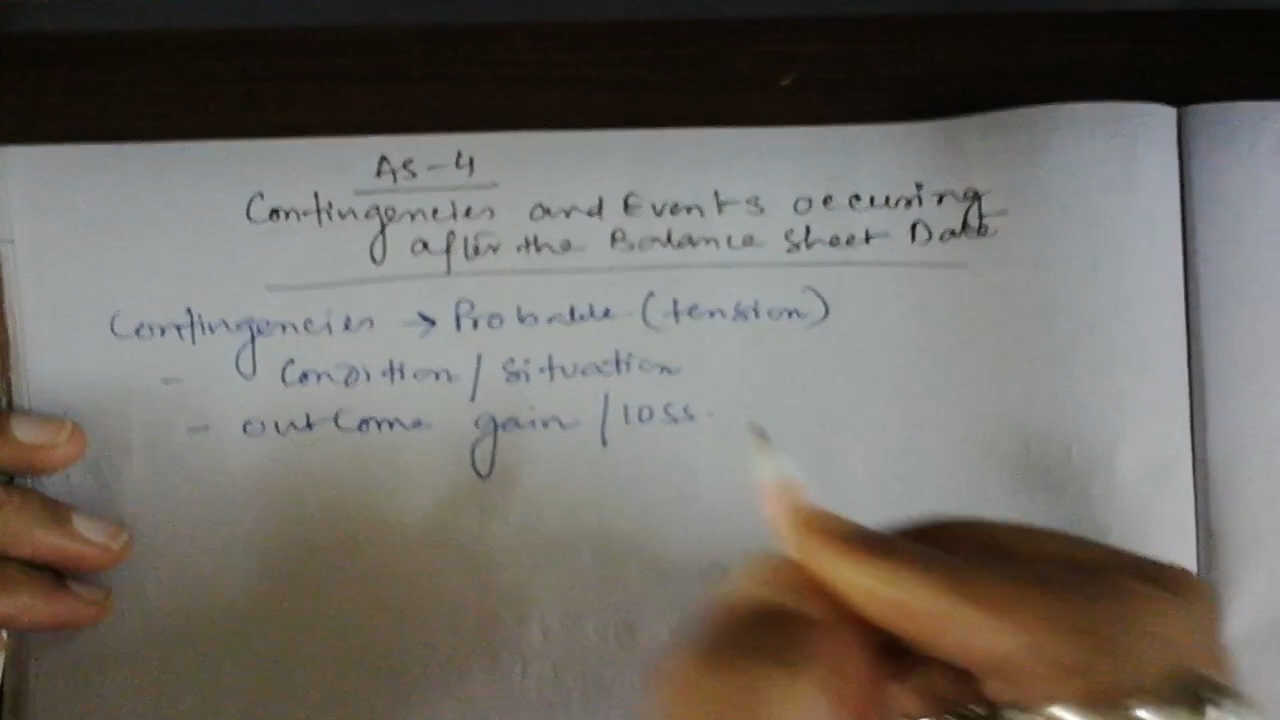 AS-4
Contingencies and Events occuring
after the Balance Sheet Date
Contingencies → Probable (tension)
- Condition / Situation
- outcome gain / loss.